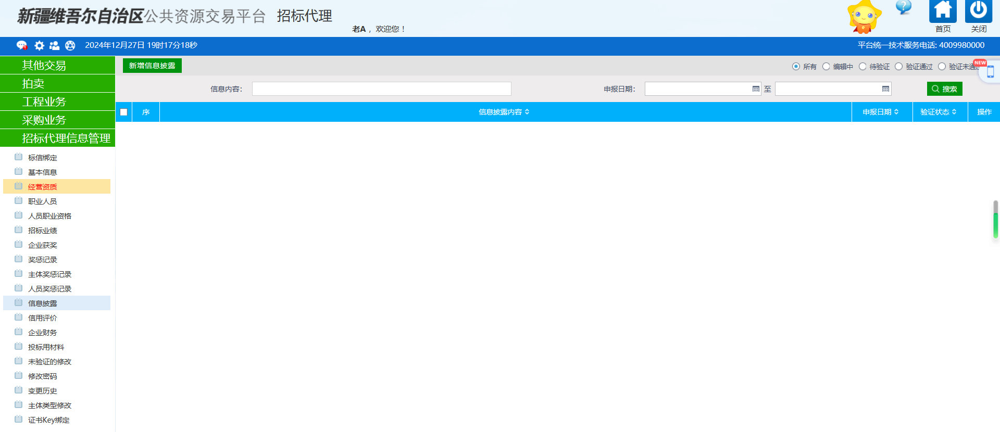 新疆维吾尔自治区公共资源交易平台 招标代理
老A ，欢迎您！
首页 关闭
2024年12月27日 19时17分18秒
平台统一技术服务电话: 4009980000
其他交易
拍卖
工程业务
采购业务
招标代理信息管理
标信绑定
基本信息
经营资质
职业人员
人员职业资格
招标业绩
企业获奖
奖惩记录
主体奖惩记录
人员奖惩记录
信息披露
信用评价
企业财务
投标用材料
未验证的修改
修改密码
变更历史
主体类型修改
证书Key绑定
新增信息披露
所有 编辑中 待验证 验证通过 验证未通
NEW
信息内容: 申报日期: 至 搜索
序 信息披露内容 申报日期 验证状态 操作